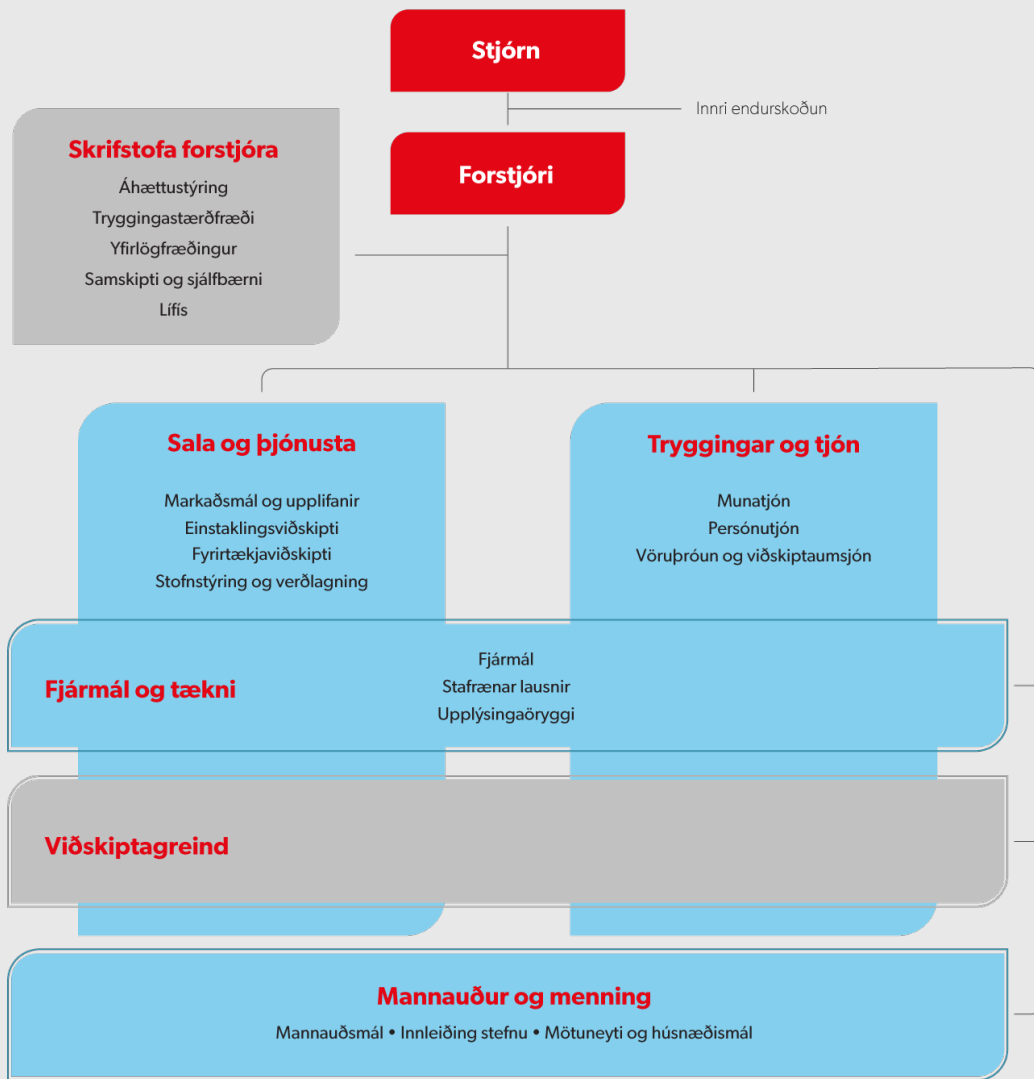 Stjórn
Innri endurskoðun
Forstjóri
Skrifstofa forstjóra
Áhættustýring
Tryggingastærðfræði
Yfirlögfræðingur
Samskipti og sjálfbærni
Lífís
Sala og þjónusta
Markaðsmál og upplifanir
Einstaklingsviðskipti
Fyrirtækjaviðskipti
Stofnstýring og verðlagning
Tryggingar og tjón
Munatjón
Persónutjón
Vöruþróun og viðskiptaumsjón
Fjármál og tækni
Fjármál
Stafrænar lausnir
Upplýsingaöryggi
Viðskiptagreind
Mannauður og menning
Mannauðsmál • Innleiðing stefnu • Mötuneyti og húsnæðismál